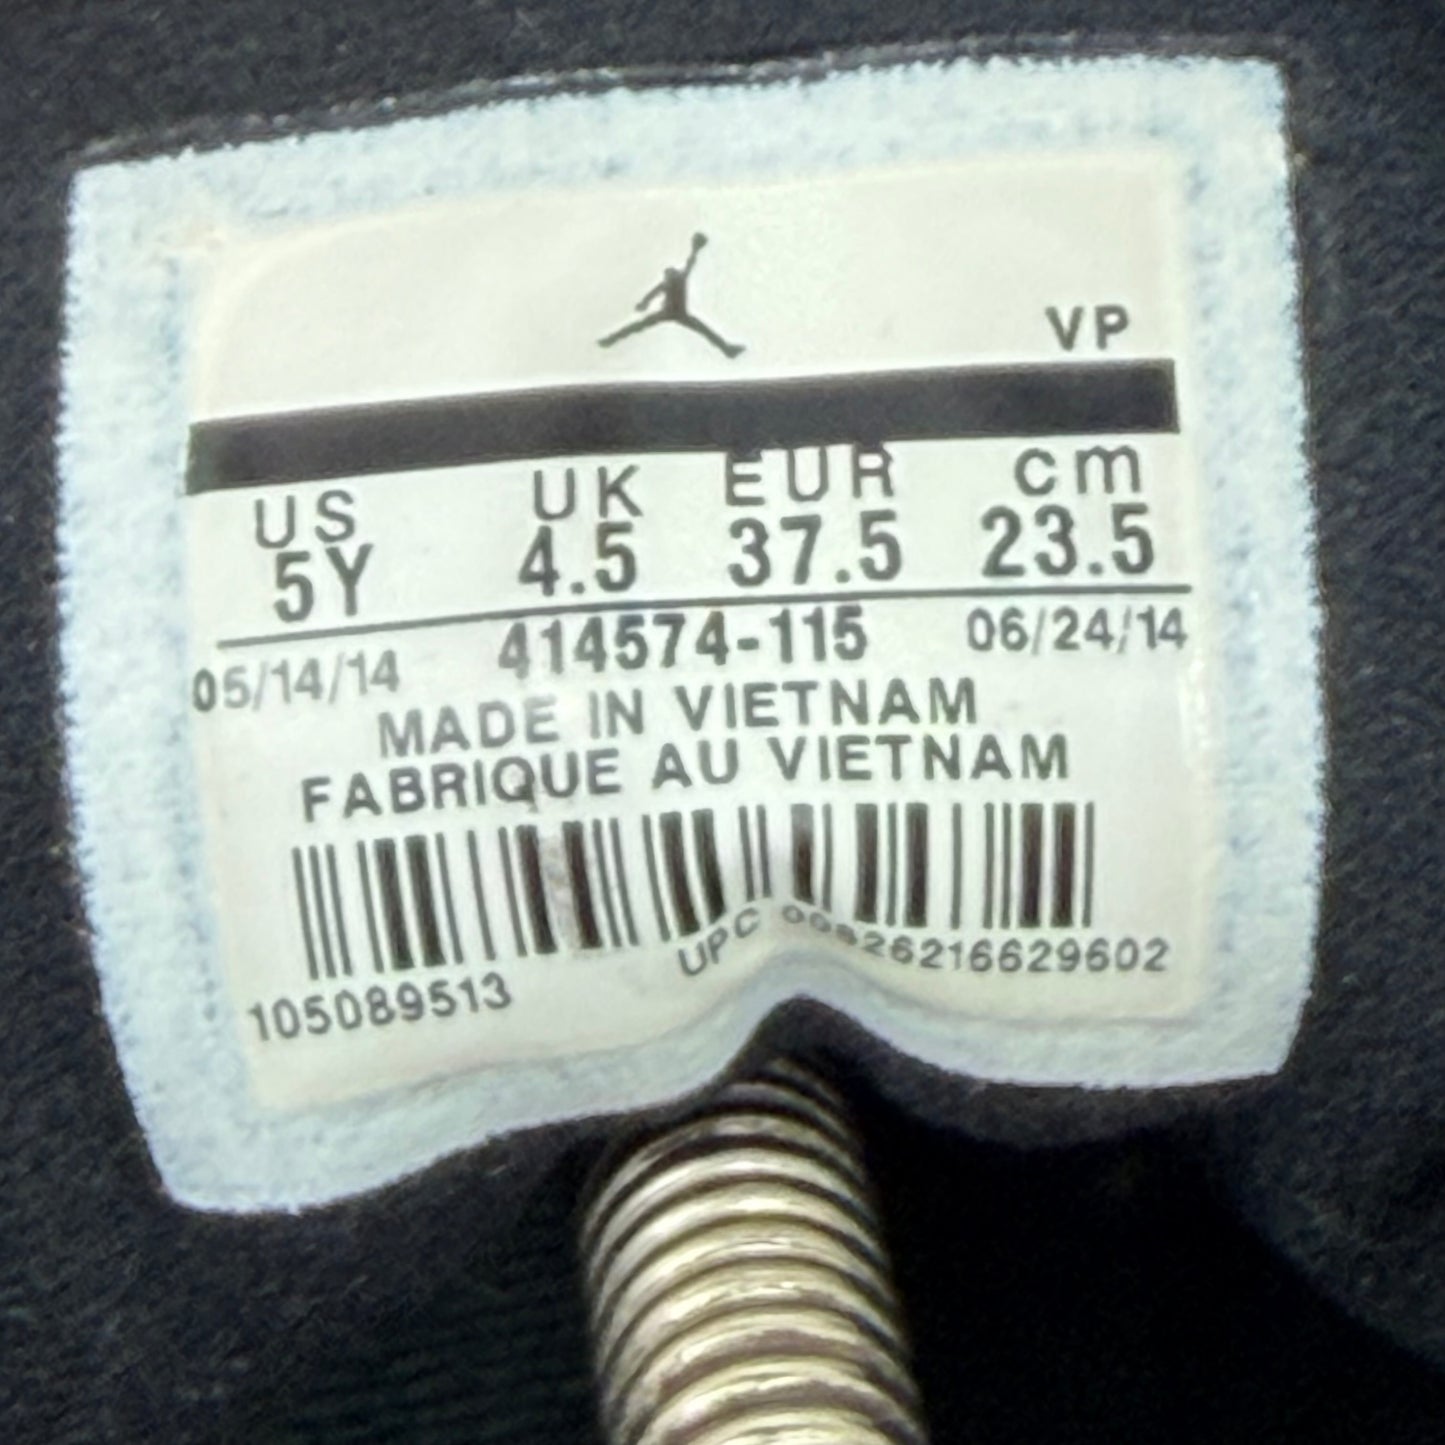 VP
US UK EUR cm
5Y 4.5 37.5 23.5
05/14/14 414574-115 06/24/14
MADE IN VIETNAM
FABRIQUE AU VIETNAM
105089513 UPC